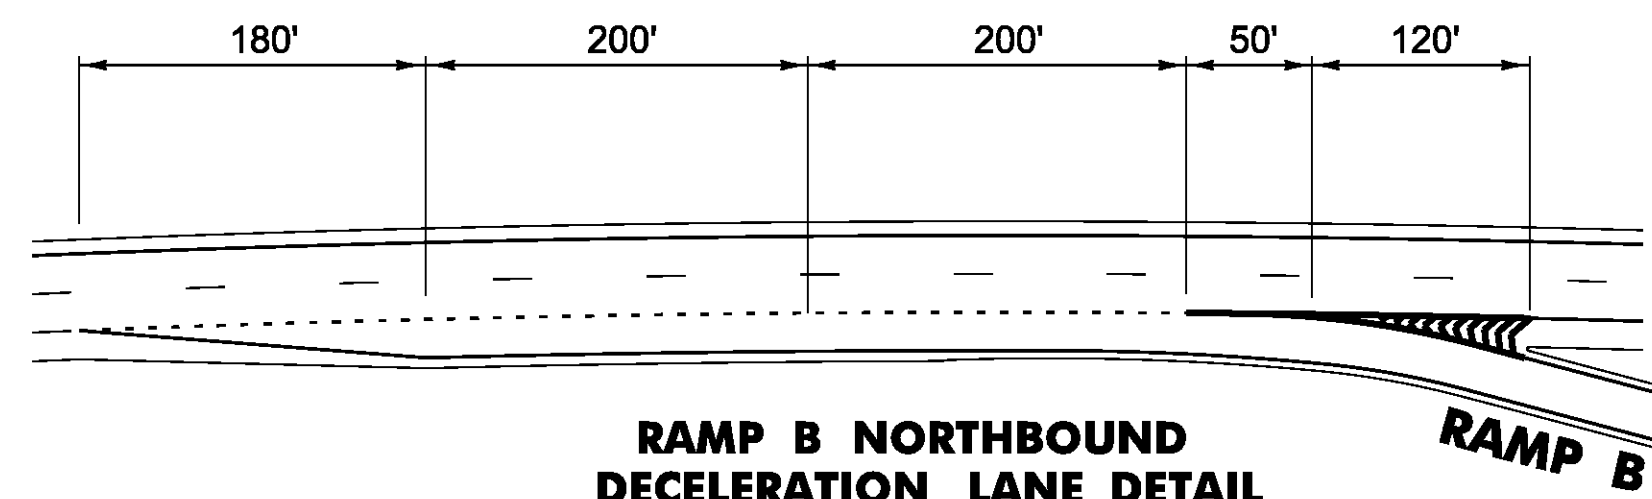 180' 200' 200' 50' 120'
RAMP B NORTHBOUND
DECELERATION LANE DETAIL
RAMP B